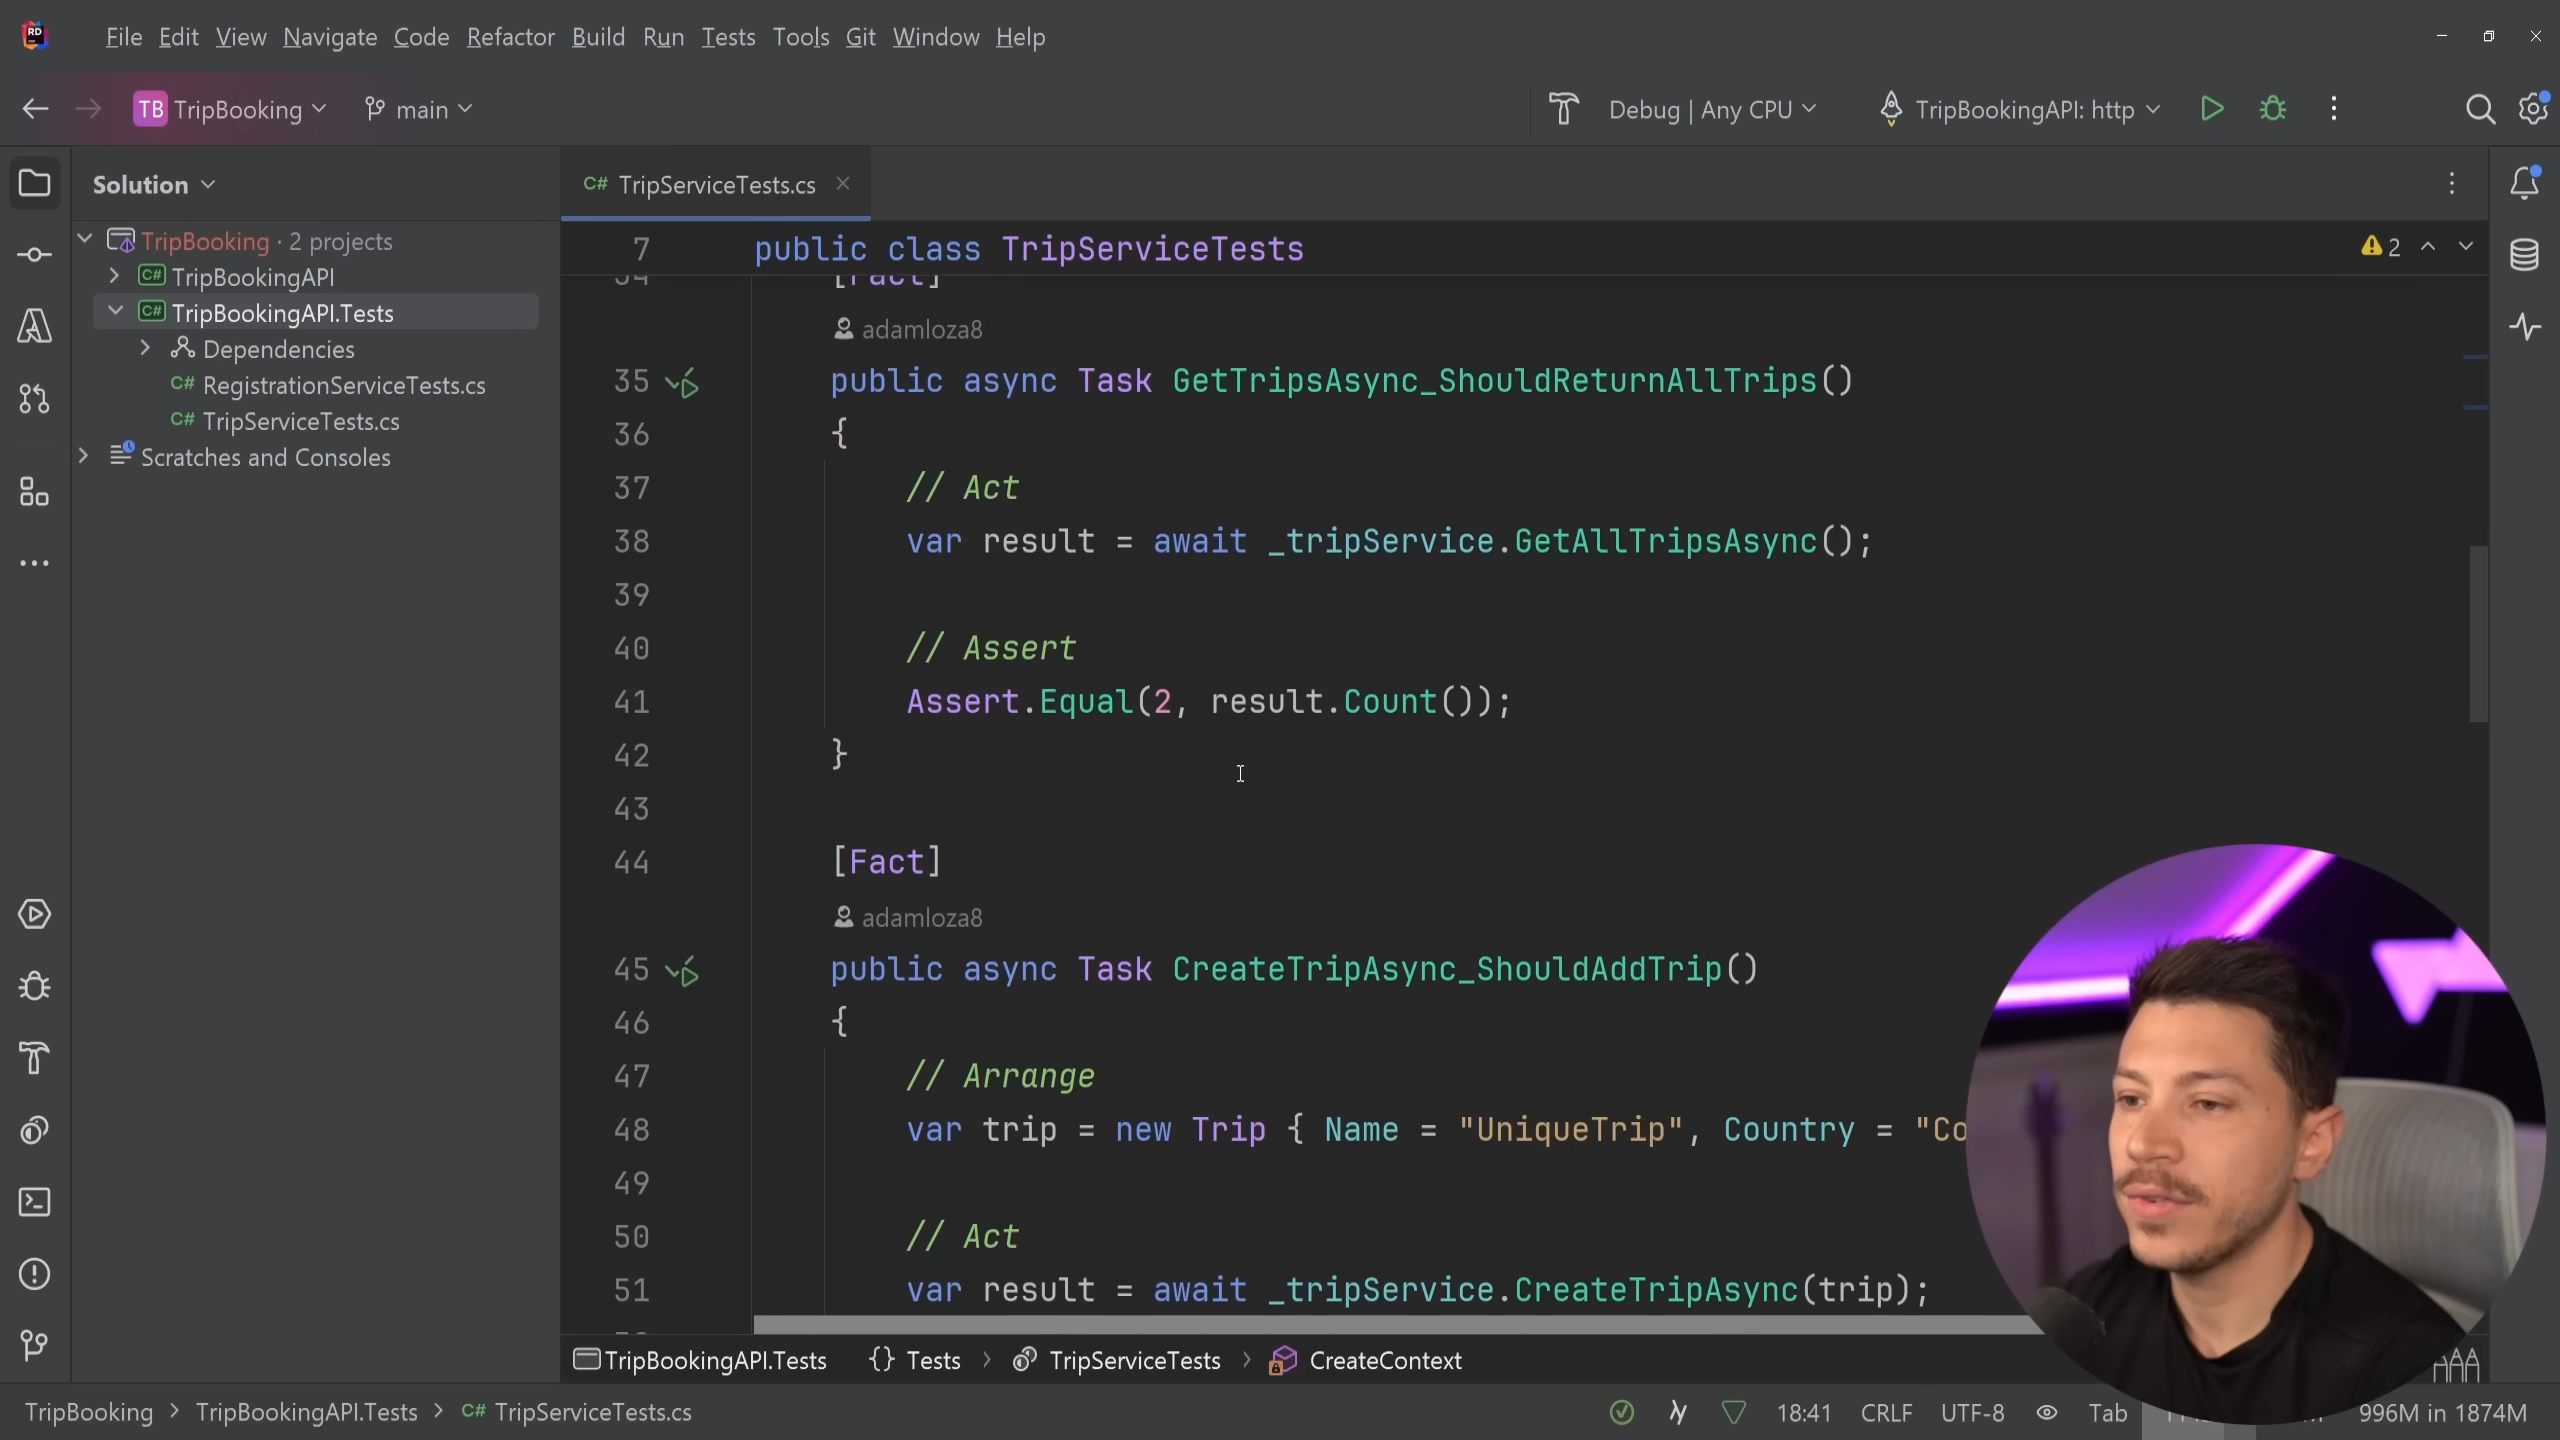 RD File Edit View Navigate Code Refactor Build Run Tests Tools Git Window Help
TB TripBooking main Debug | Any CPU TripBookingAPI: http
Solution
TripBooking · 2 projects
TripBookingAPI
TripBookingAPI.Tests
Dependencies
C# RegistrationServiceTests.cs
C# TripServiceTests.cs
Scratches and Consoles
C# TripServiceTests.cs
7 public class TripServiceTests 2
34 [Fact]
adamloza8
35 public async Task GetTripsAsync_ShouldReturnAllTrips()
36 {
37 // Act
38 var result = await _tripService.GetAllTripsAsync();
39
40 // Assert
41 Assert.Equal(2, result.Count());
42 }
43
44 [Fact]
adamloza8
45 public async Task CreateTripAsync_ShouldAddTrip()
46 {
47 // Arrange
48 var trip = new Trip { Name = "UniqueTrip", Country = "Co
49
50 // Act
51 var result = await _tripService.CreateTripAsync(trip);
TripBookingAPI.Tests {} Tests > TripServiceTests > CreateContext
TripBooking > TripBookingAPI.Tests > C# TripServiceTests.cs 18:41 CRLF UTF-8 Tab 996M in 1874M